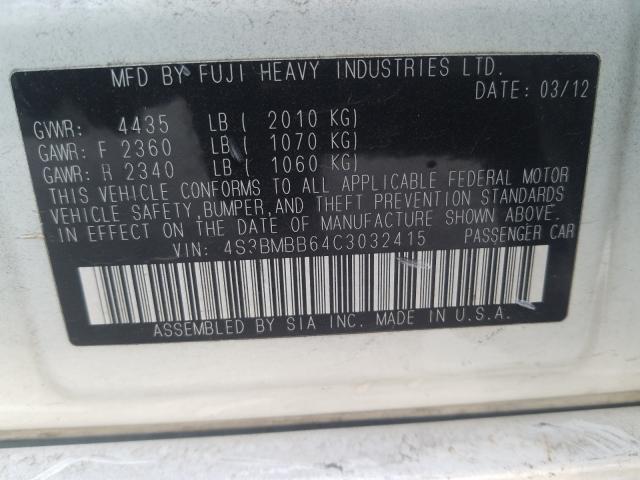 MFD BY FUJI HEAVY INDUSTRIES LTD.
DATE: 03/12
GVWR: 4435 LB ( 2010 KG)
GAWR: F 2360 LB ( 1070 KG)
GAWR: R 2340 LB ( 1060 KG)
THIS VEHICLE CONFORMS TO ALL APPLICABLE FEDERAL MOTOR
VEHICLE SAFETY, BUMPER, AND THEFT PREVENTION STANDARDS
IN EFFECT ON THE DATE OF MANUFACTURE SHOWN ABOVE.
VIN: 4S3BMBB64C3032415 PASSENGER CAR
ASSEMBLED BY SIA INC. MADE IN U.S.A.